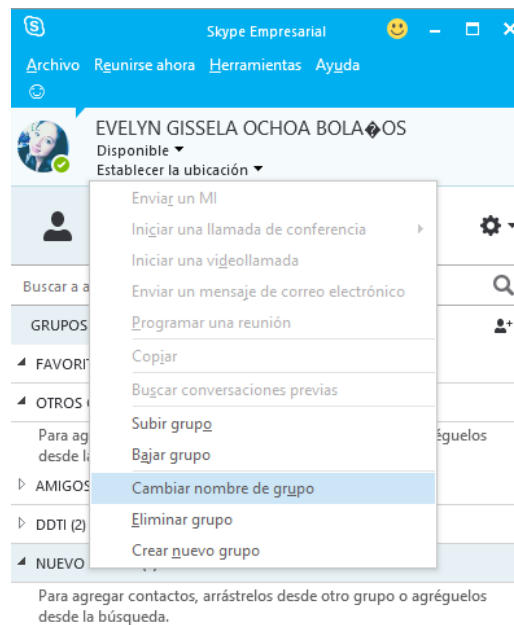 Skype Empresarial
Archivo Reunirse ahora Herramientas Ayuda
EVELYN GISSELA OCHOA BOLA�OS
Disponible
Establecer la ubicación
Enviar un MI
Iniciar una llamada de conferencia
Iniciar una videollamada
Buscar a a
Enviar un mensaje de correo electrónico
GRUPOS
Programar una reunión
FAVORIT
Copiar
Buscar conversaciones previas
OTROS
Subir grupo
Para ag
éguelos
desde la
Bajar grupo
AMIGOS
Cambiar nombre de grupo
DDTI (2)
Eliminar grupo
Crear nuevo grupo
NUEVO
Para agregar contactos, arrástrelos desde otro grupo o agréguelos
desde la búsqueda.